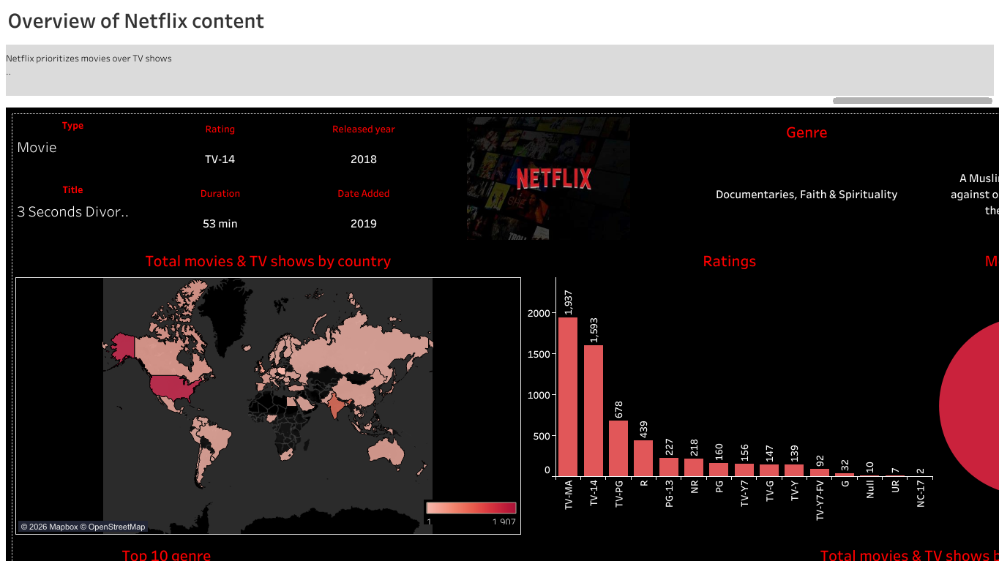 Overview of Netflix content
Netflix prioritizes movies over TV shows
..
Type
Movie
Title
3 Seconds Divor..
Rating
TV-14
Duration
53 min
Released year
2018
Date Added
2019
NETFLIX
Genre
Documentaries, Faith & Spirituality
A Musli
against o
the
Total movies & TV shows by country
© 2026 Mapbox © OpenStreetMap
1
1,907
Ratings
2000
1500
1000
500
0
1,937
1,593
678
439
227
218
160
156
147
139
92
32
10
7
2
TV-MA
TV-14
TV-PG
R
PG-13
NR
PG
TV-Y7
TV-G
TV-Y
TV-Y7-FV
G
Null
UR
NC-17
M
Top 10 genre
Total movies & TV shows b